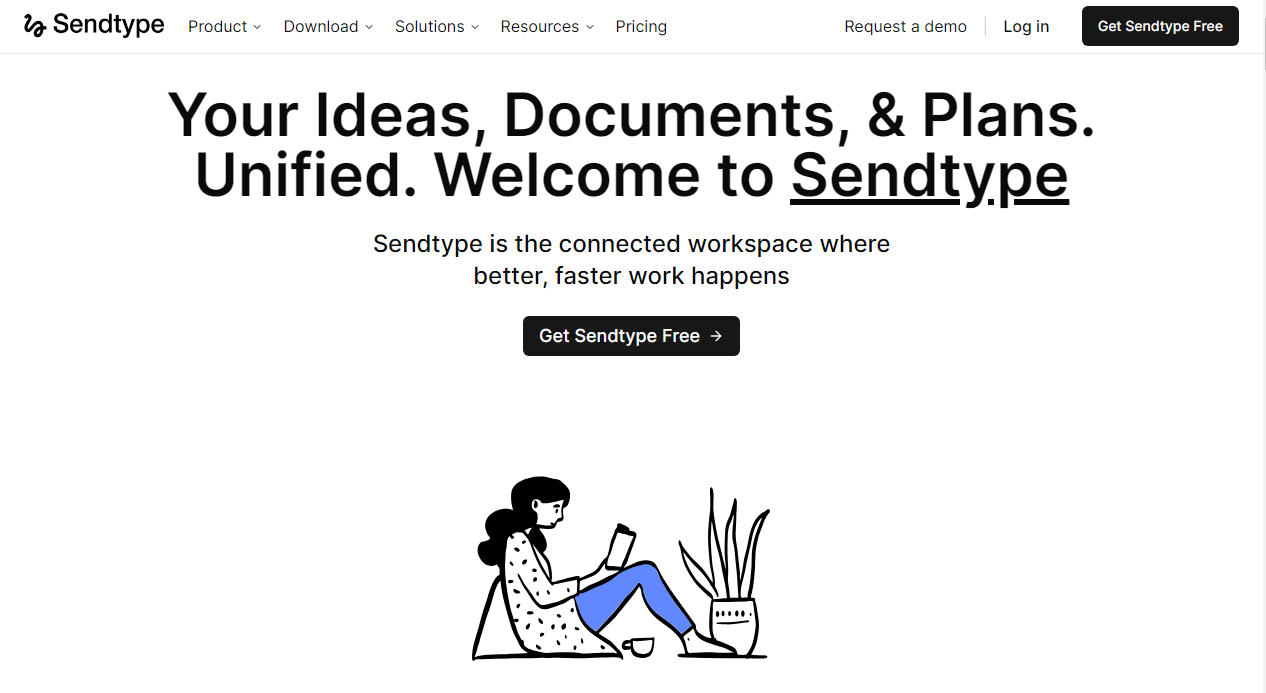 Sendtype Product Download Solutions Resources Pricing Request a demo Log in Get Sendtype Free
Your Ideas, Documents, & Plans.
Unified. Welcome to Sendtype
Sendtype is the connected workspace where
better, faster work happens
Get Sendtype Free →